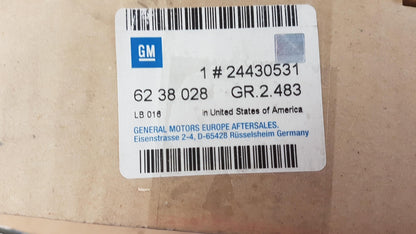 GM
1 # 24430531
62 38 028 GR.2.483
LB 016 in United States of America
GENERAL MOTORS EUROPE AFTERSALES.
Eisenstrasse 2-4, D-65428 Rüsselsheim Germany